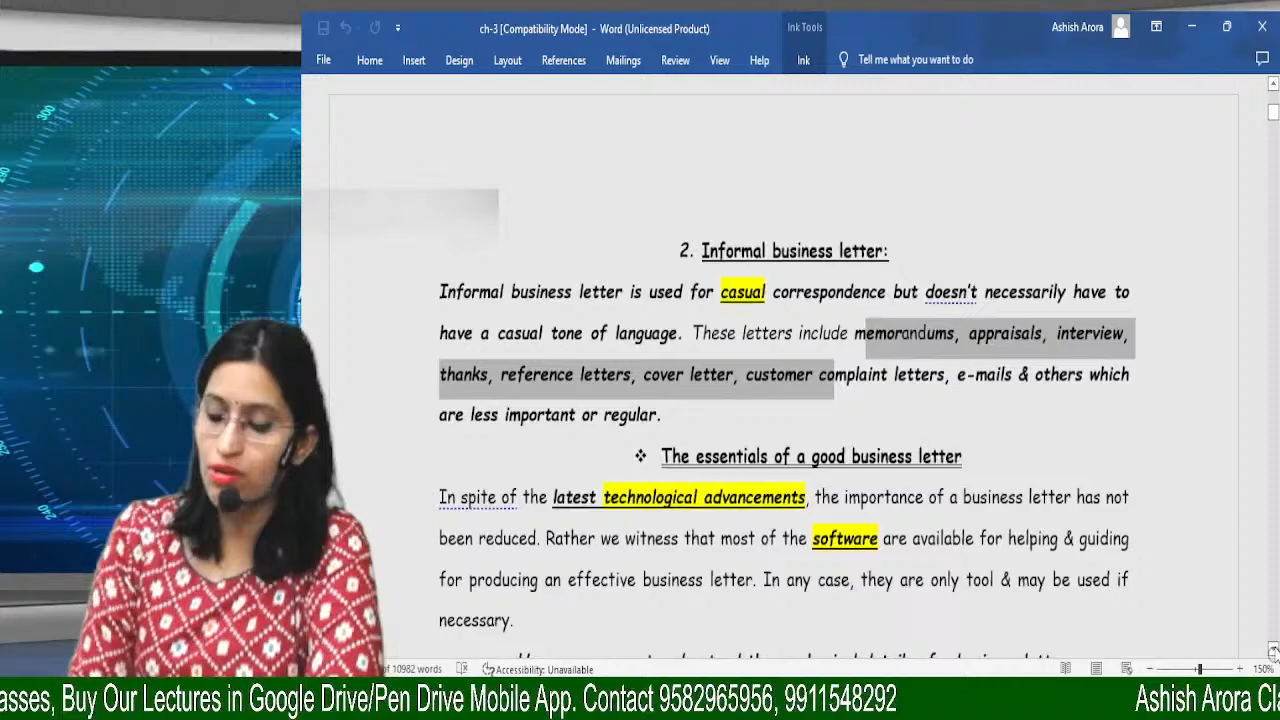 ch-3 [Compatibility Mode] - Word (Unlicensed Product)
Ink Tools
Ashish Arora
File Home Insert Design Layout References Mailings Review View Help Ink Tell me what you want to do
2. Informal business letter:
Informal business letter is used for casual correspondence but doesn't necessarily have to
have a casual tone of language. These letters include memorandums, appraisals, interview,
thanks, reference letters, cover letter, customer complaint letters, e-mails & others which
are less important or regular.
❖ The essentials of a good business letter
In spite of the latest technological advancements, the importance of a business letter has not
been reduced. Rather we witness that most of the software are available for helping & guiding
for producing an effective business letter. In any case, they are only tool & may be used if
necessary.
of 10982 words
Accessibility: Unavailable
150%
asses, Buy Our Lectures in Google Drive/Pen Drive Mobile App. Contact 9582965956, 9911548292 Ashish Arora Cla
300
240